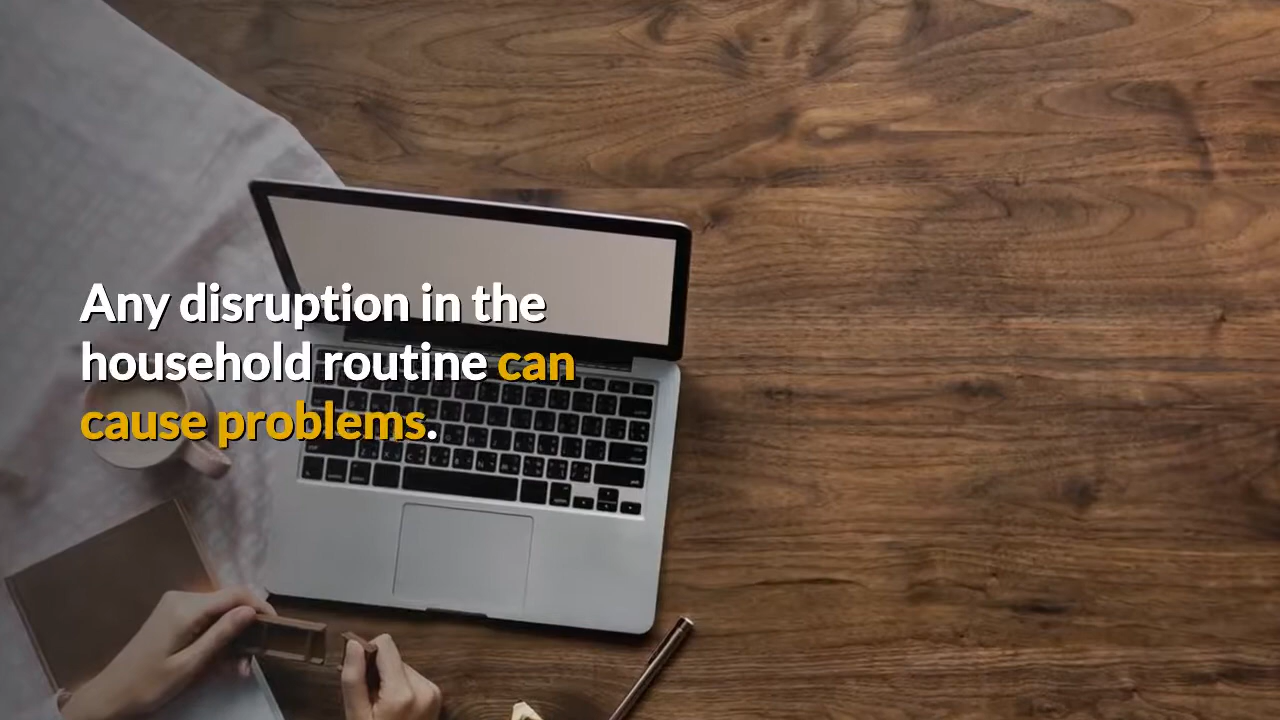 Any disruption in the
household routine can
cause problems.